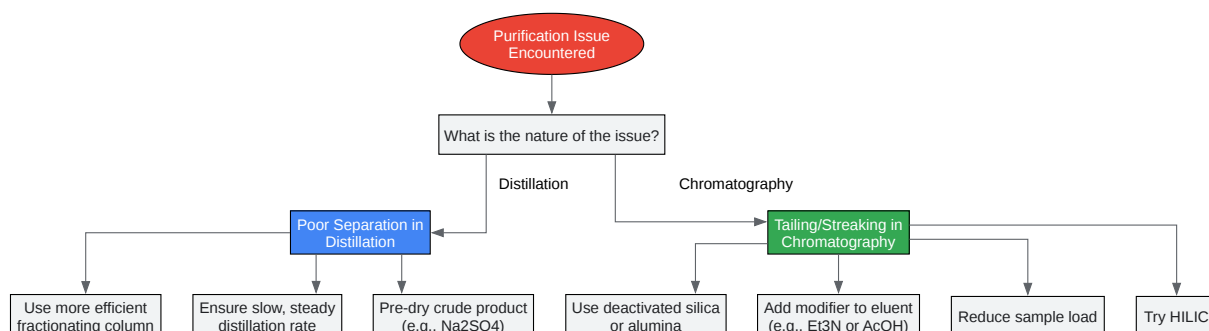 Purification Issue
Encountered
What is the nature of the issue?
Distillation
Chromatography
Poor Separation in
Distillation
Tailing/Streaking in
Chromatography
Use more efficient
fractionating column
Ensure slow, steady
distillation rate
Pre-dry crude product
(e.g., Na2SO4)
Use deactivated silica
or alumina
Add modifier to eluent
(e.g., Et3N or AcOH)
Reduce sample load
Try HILIC